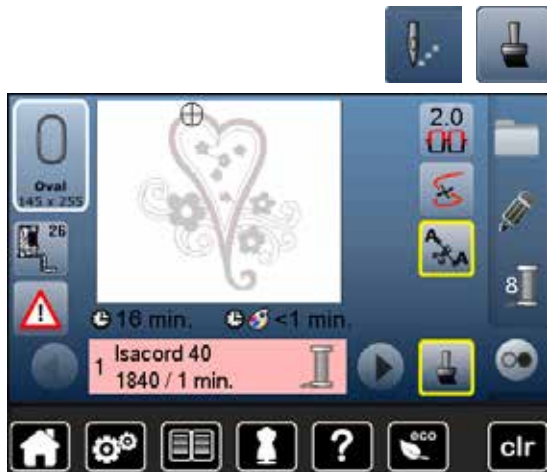 2.0
Oval
145 x 255
26
A
A
8
16 min.
<1 min.
1
Isacord 40
1840 / 1 min.
?
eco
clr